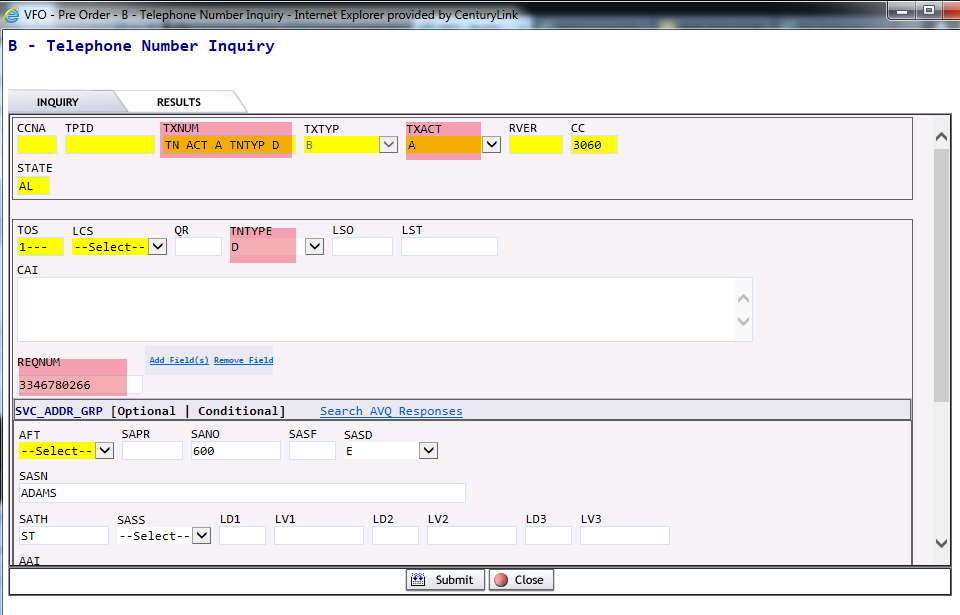 VFO - Pre Order - B - Telephone Number Inquiry - Internet Explorer provided by CenturyLink
B - Telephone Number Inquiry
INQUIRY RESULTS
CCNA TPID TXNUM TXTYP TXACT RVER CC
TN ACT A TNTYP D B A 3060
STATE
AL
TOS LCS QR TNTYPE LSO LST
1--- --Select-- D
CAI
REQNUM Add Field(s) Remove Field
3346780266
SVC_ADDR_GRP [Optional | Conditional] Search AVQ Responses
AFT SAPR SANO SASF SASD
--Select-- 600 E
SASN
ADAMS
SATH SASS LD1 LV1 LD2 LV2 LD3 LV3
ST --Select--
AAI
Submit Close